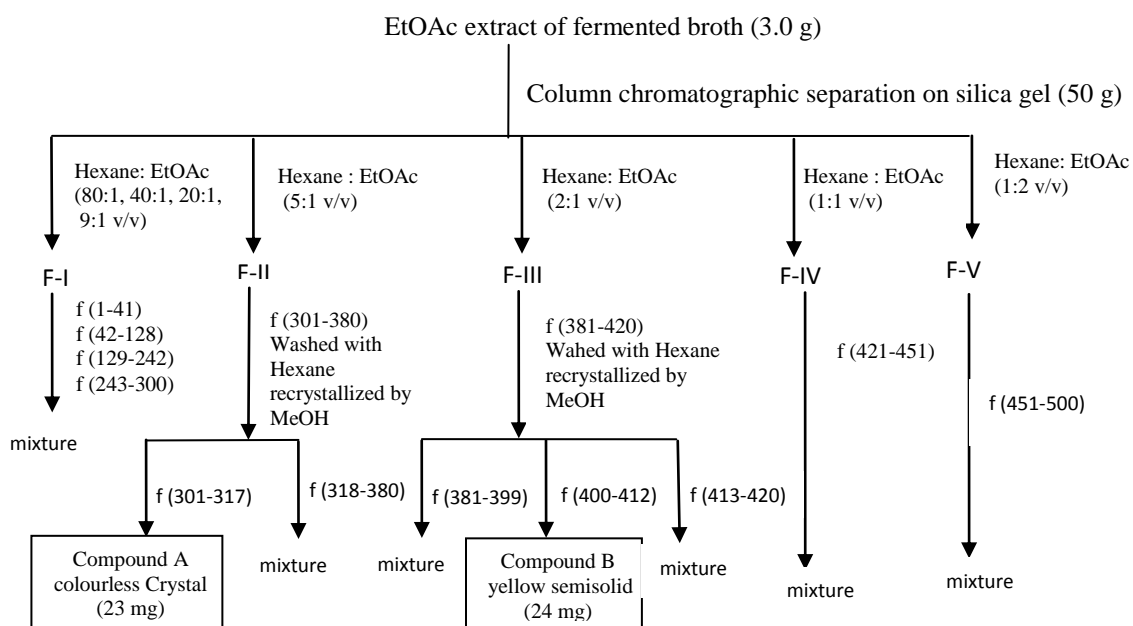 EtOAc extract of fermented broth (3.0 g)
Column chromatographic separation on silica gel (50 g)
Hexane: EtOAc
(80:1, 40:1, 20:1,
9:1 v/v)
Hexane : EtOAc
(5:1 v/v)
Hexane: EtOAc
(2:1 v/v)
Hexane : EtOAc
(1:1 v/v)
Hexane: EtOAc
(1:2 v/v)
F-I
F-II
F-III
F-IV
F-V
f (1-41)
f (42-128)
f (129-242)
f (243-300)
f (301-380)
Washed with
Hexane
recrystallized by
MeOH
f (381-420)
Wahed with Hexane
recrystallized by
MeOH
f (421-451)
f (451-500)
mixture
f (301-317)
f (318-380)
f (381-399)
f (400-412)
f (413-420)
Compound A
colourless Crystal
(23 mg)
mixture
mixture
Compound B
yellow semisolid
(24 mg)
mixture
mixture
mixture